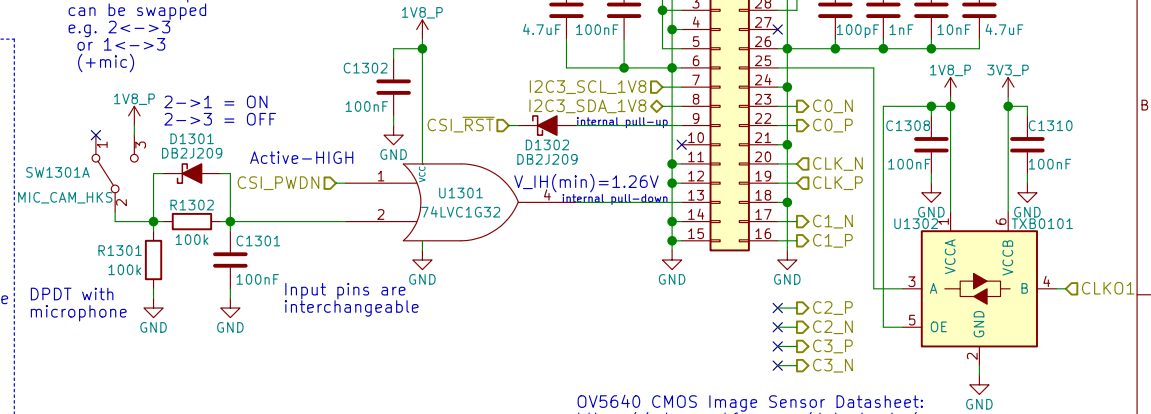 can be swapped
e.g. 2<->3
or 1<->3
(+mic)
1V8_P
2->1 = ON
2->3 = OFF
D1301
DB2J209
1
3
SW1301A
MIC_CAM_HKS
2
R1302
100k
R1301
100k
C1301
100nF
GND
GND
DPDT with
microphone
Input pins are
interchangeable
1V8_P
C1302
100nF
GND
Active-HIGH
CSI_PWDN
1
2
VCC
U1301
74LVC1G32
4
GND
CSI_RST
D1302
DB2J209
internal pull-up
V_IH(min)=1.26V
internal pull-down
4.7uF
100nF
I2C3_SCL_1V8
I2C3_SDA_1V8
3
4
5
6
7
8
9
10
11
12
13
14
15
GND
28
27
26
25
24
23
22
21
20
19
18
17
16
GND
C0_N
C0_P
CLK_N
CLK_P
C1_N
C1_P
C2_P
C2_N
C3_P
C3_N
100pF
1nF
10nF
4.7uF
1V8_P
3V3_P
C1308
100nF
GND
C1310
100nF
GND
U1302
TXB0101
1
6
VCCA
VCCB
3
A
B
4
CLKO1
5
OE
GND
2
GND
B
OV5640 CMOS Image Sensor Datasheet: